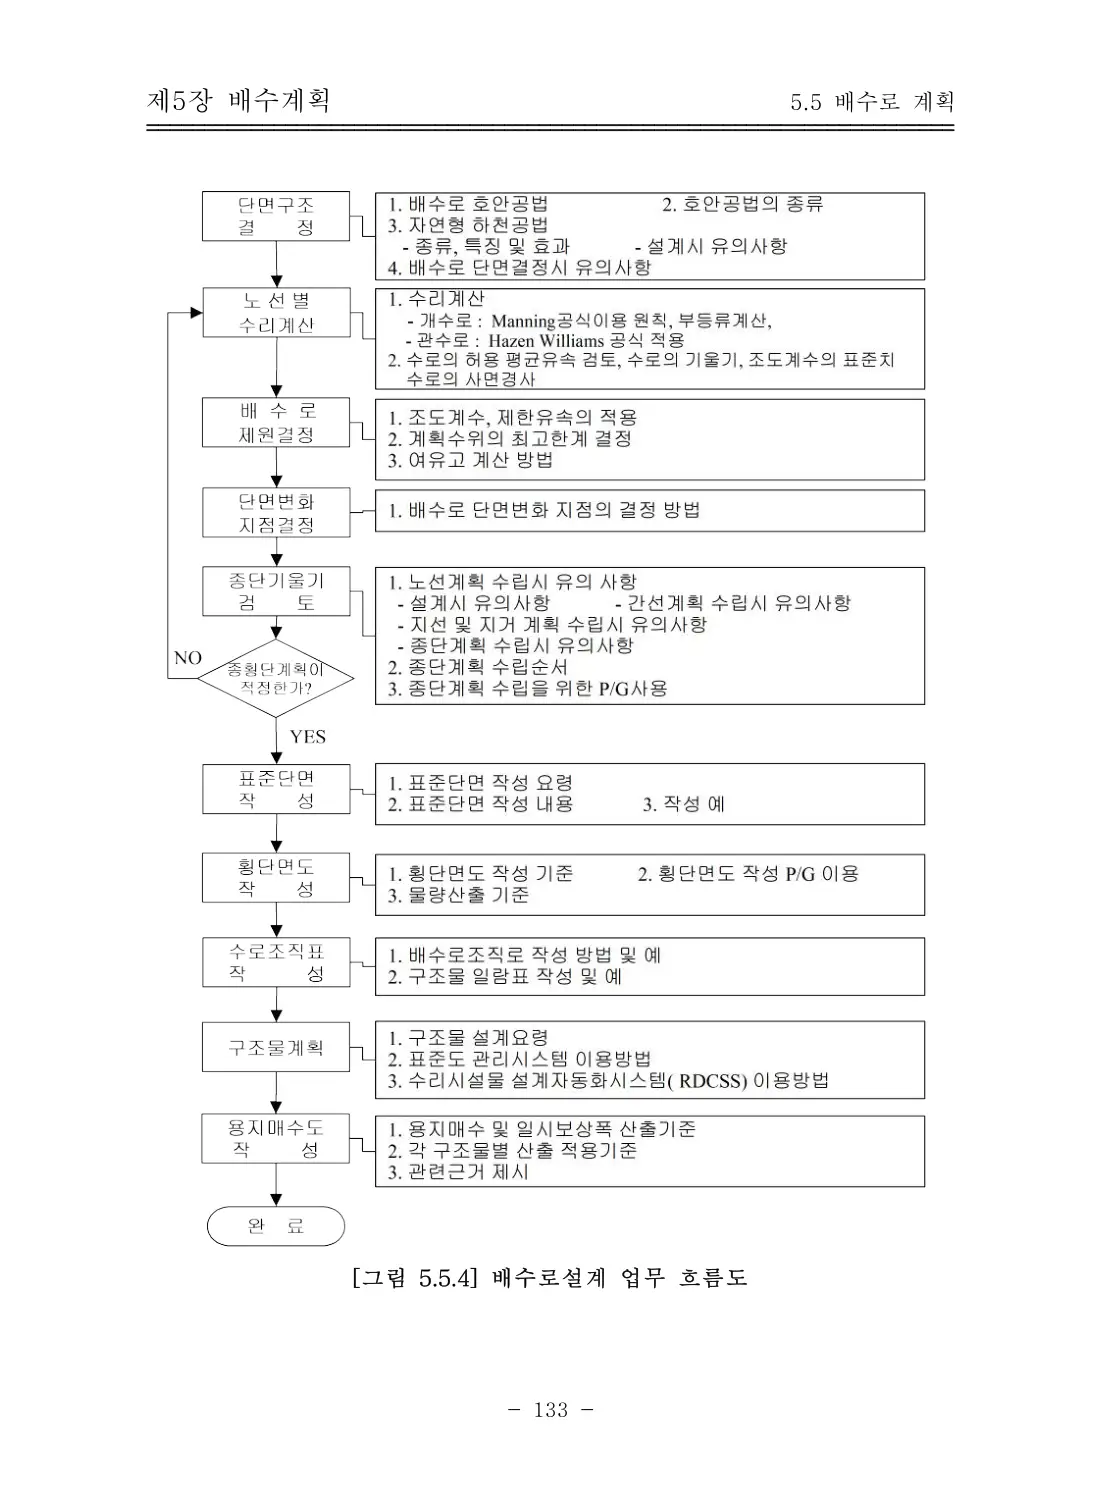 제5장 배수계획
5.5 배수로 계획
단면구조
결 정
1. 배수로 호안공법 2. 호안공법의 종류
3. 자연형 하천공법
- 종류, 특징 및 효과 - 설계시 유의사항
4. 배수로 단면결정시 유의사항
노 선 별
수리계산
1. 수리계산
- 개수로 : Manning공식이용 원칙, 부등류계산,
- 관수로 : Hazen Williams 공식 적용
2. 수로의 허용 평균유속 검토, 수로의 기울기, 조도계수의 표준치
수로의 사면경사
배 수 로
제원결정
1. 조도계수, 제한유속의 적용
2. 계획수위의 최고한계 결정
3. 여유고 계산 방법
단면변화
지점결정
1. 배수로 단면변화 지점의 결정 방법
종단기울기
검 토
1. 노선계획 수립시 유의 사항
- 설계시 유의사항 - 간선계획 수립시 유의사항
- 지선 및 지거 계획 수립시 유의사항
- 종단계획 수립시 유의사항
2. 종단계획 수립순서
3. 종단계획 수립을 위한 P/G사용
NO
종횡단계획이
적정한가?
YES
표준단면
작 성
1. 표준단면 작성 요령
2. 표준단면 작성 내용 3. 작성 예
횡단면도
작 성
1. 횡단면도 작성 기준 2. 횡단면도 작성 P/G 이용
3. 물량산출 기준
수로조직표
작 성
1. 배수로조직로 작성 방법 및 예
2. 구조물 일람표 작성 및 예
구조물계획
1. 구조물 설계요령
2. 표준도 관리시스템 이용방법
3. 수리시설물 설계자동화시스템( RDCSS) 이용방법
용지매수도
작 성
1. 용지매수 및 일시보상폭 산출기준
2. 각 구조물별 산출 적용기준
3. 관련근거 제시
완 료
[그림 5.5.4] 배수로설계 업무 흐름도
- 133 -